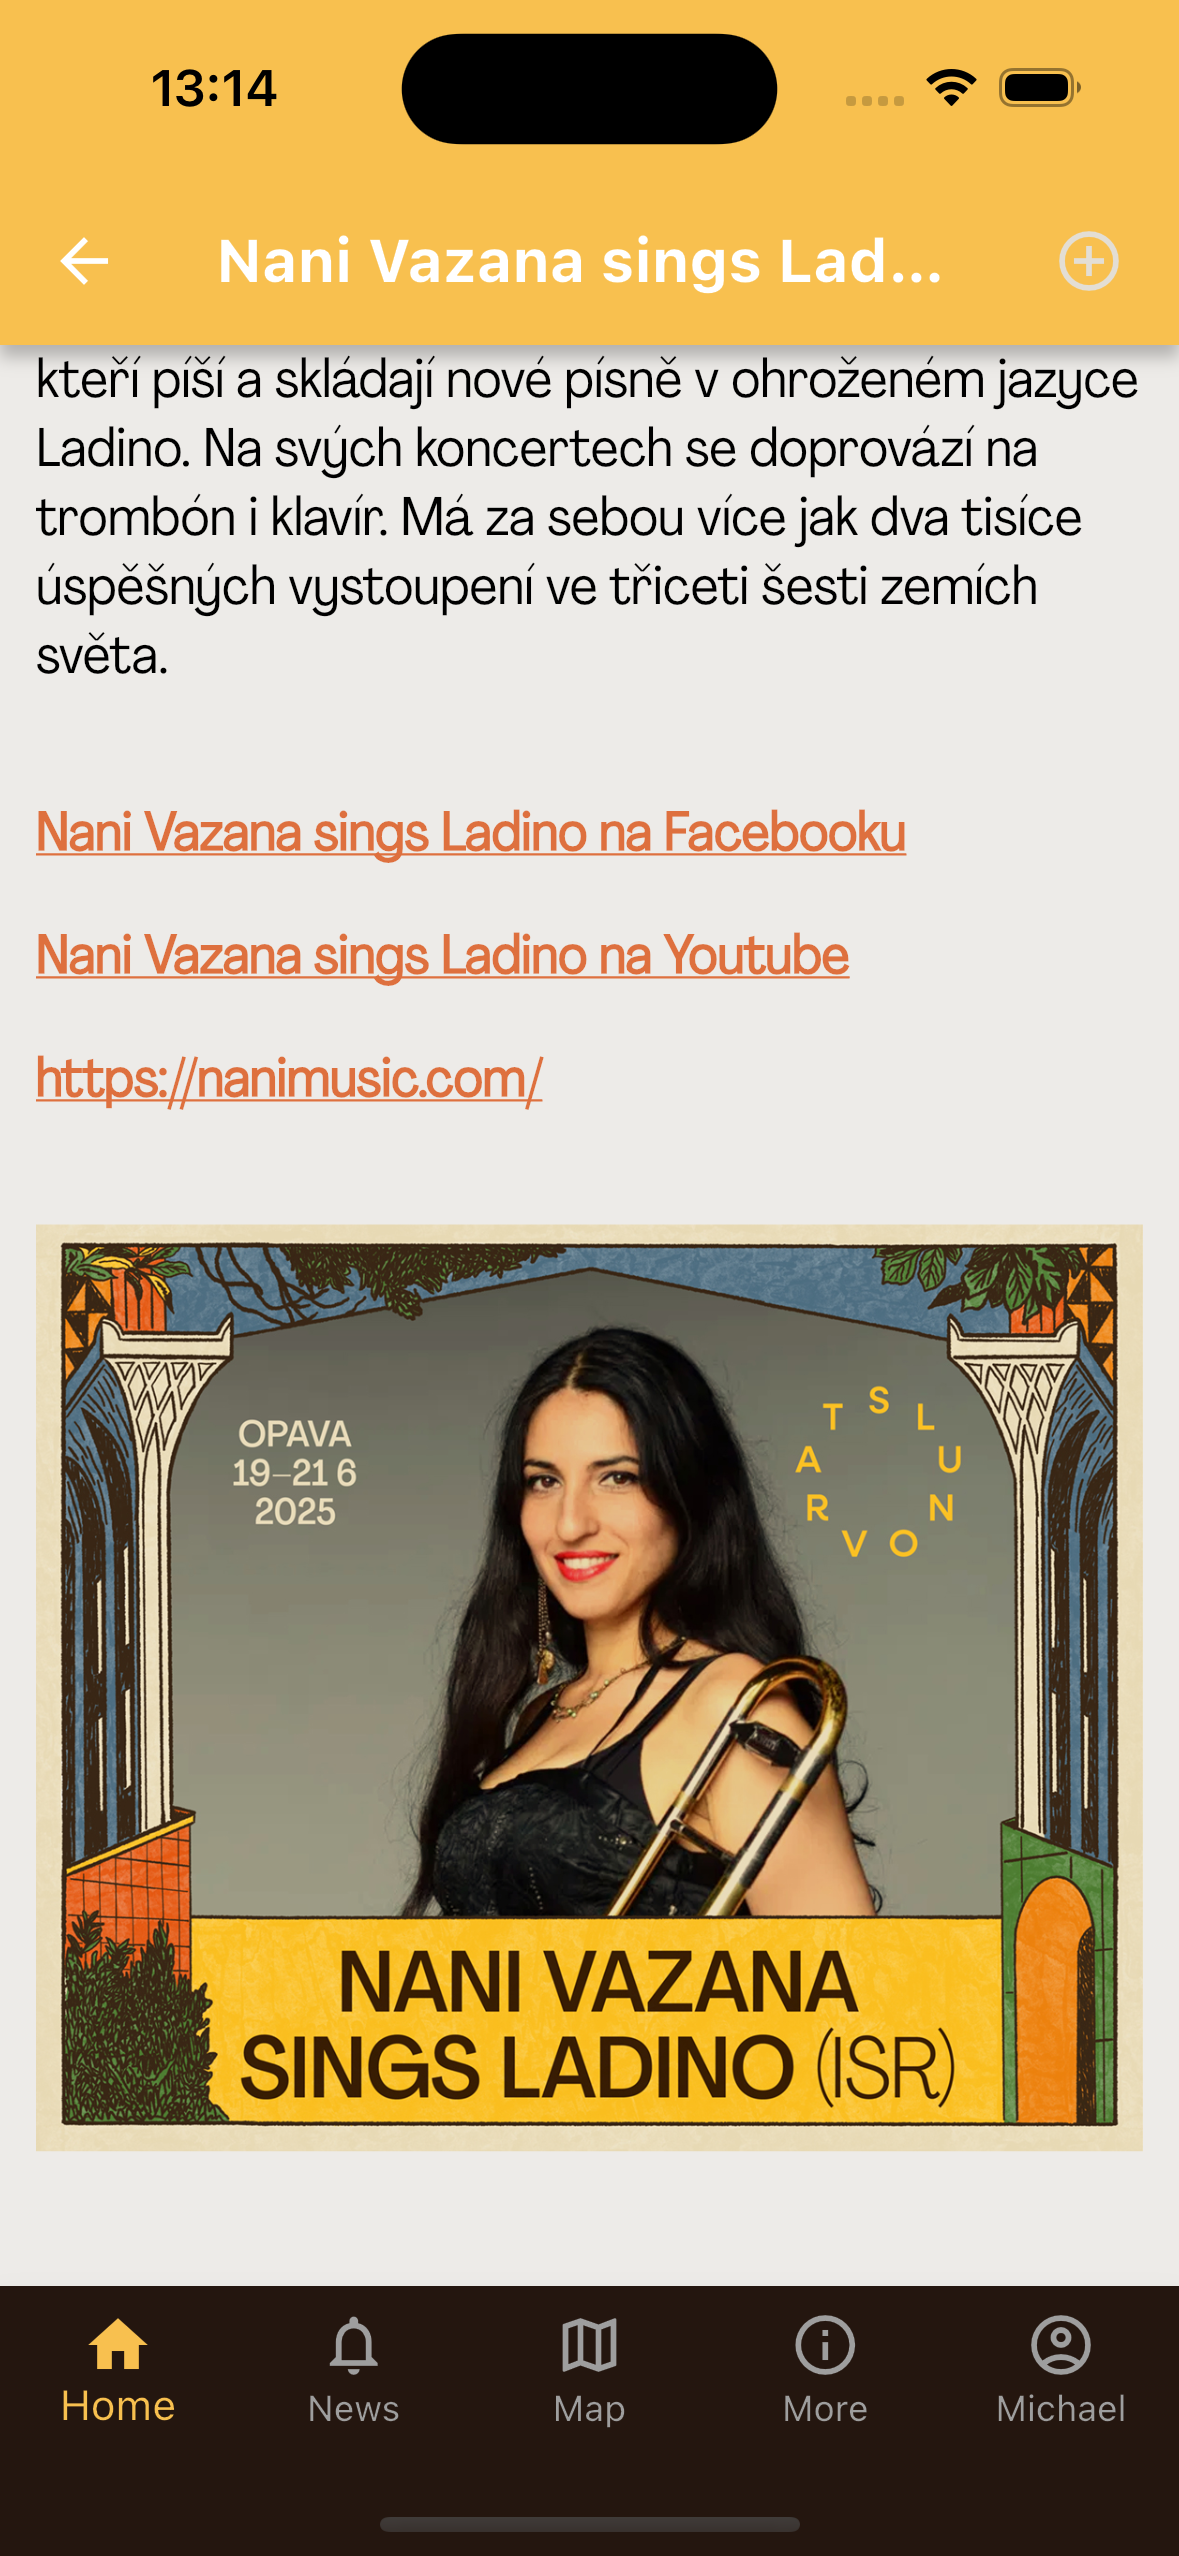 13:14
Nani Vazana sings Lad...
kteří píší a skládají nové písně v ohroženém jazyce
Ladino. Na svých koncertech se doprovází na
trombón i klavír. Má za sebou více jak dva tisíce
úspěšných vystoupení ve třiceti šesti zemích
světa.
Nani Vazana sings Ladino na Facebooku
Nani Vazana sings Ladino na Youtube
https://nanimusic.com/
OPAVA
19–21 6
2025
SLUNOVRAT
NANI VAZANA
SINGS LADINO (ISR)
Home
News
Map
More
Michael